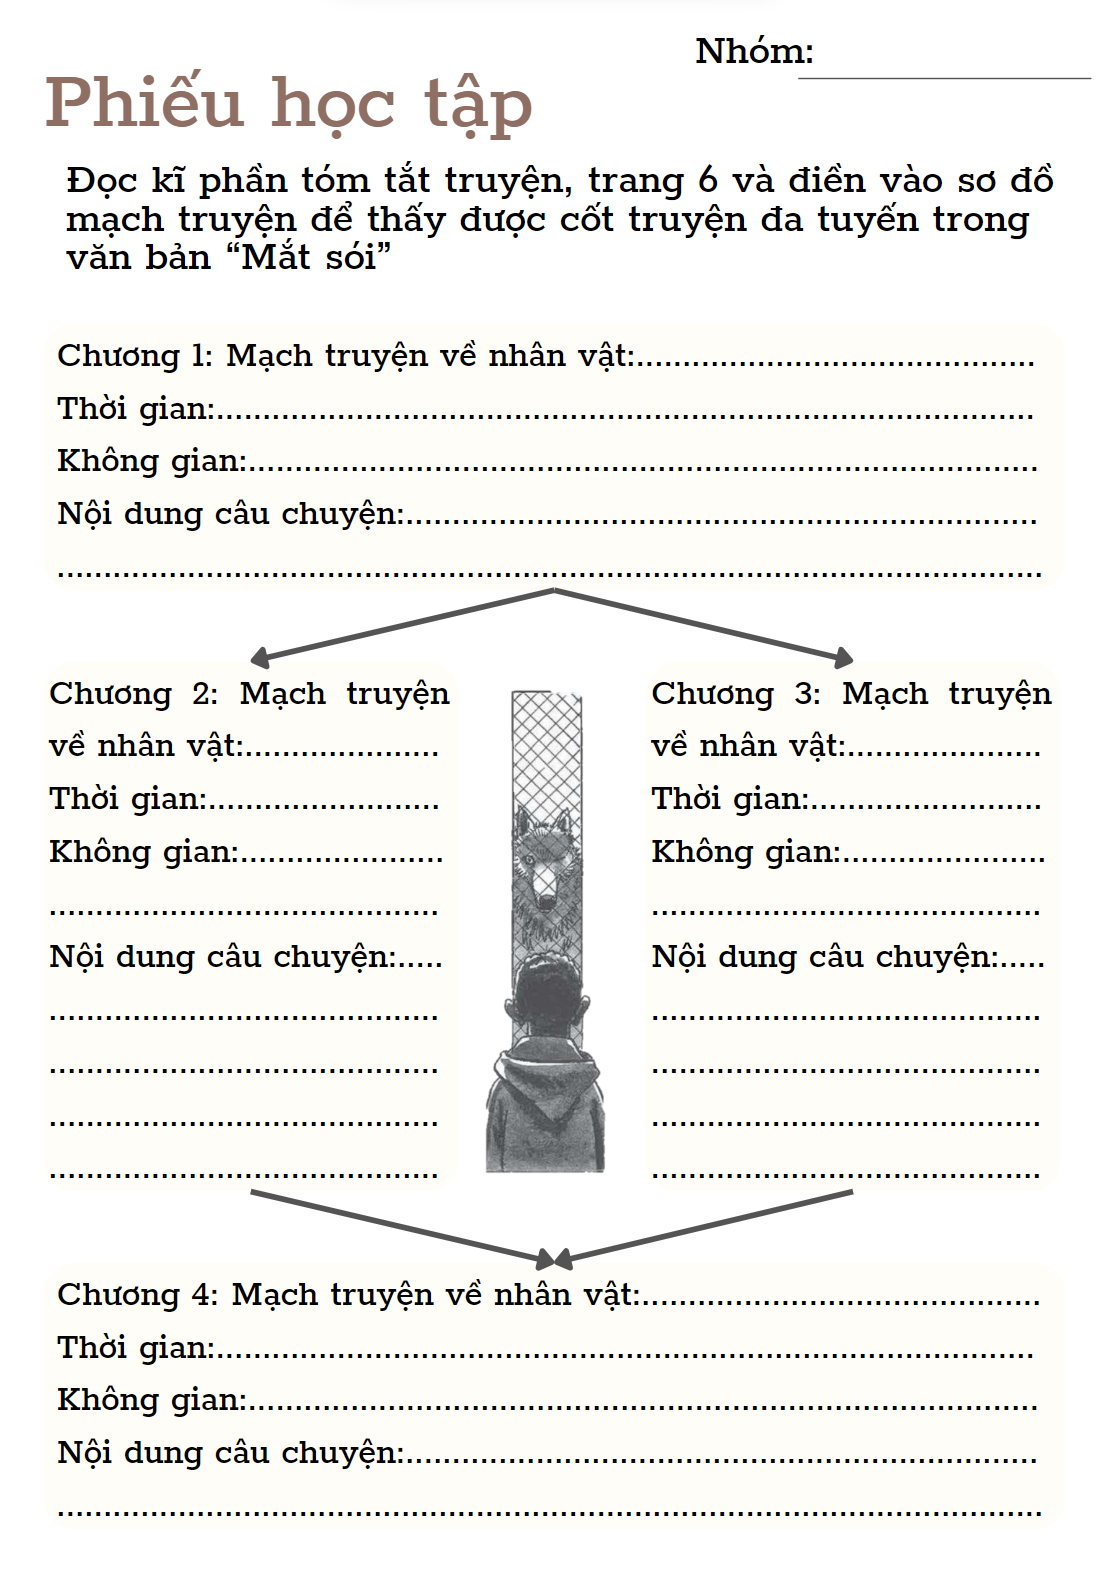 Nhóm:
Phiếu học tập
Đọc kĩ phần tóm tắt truyện, trang 6 và điền vào sơ đồ
mạch truyện để thấy được cốt truyện đa tuyến trong
văn bản “Mắt sói”
Chương 1: Mạch truyện về nhân vật:...........................................
Thời gian:........................................................................................
Không gian:.....................................................................................
Nội dung câu chuyện:....................................................................
..........................................................................................................
Chương 2: Mạch truyện
về nhân vật:.....................
Thời gian:.........................
Không gian:......................
..........................................
Nội dung câu chuyện:.....
..........................................
..........................................
..........................................
..........................................
Chương 3: Mạch truyện
về nhân vật:.....................
Thời gian:.........................
Không gian:......................
..........................................
Nội dung câu chuyện:.....
..........................................
..........................................
..........................................
..........................................
Chương 4: Mạch truyện về nhân vật:...........................................
Thời gian:........................................................................................
Không gian:.....................................................................................
Nội dung câu chuyện:....................................................................
..........................................................................................................